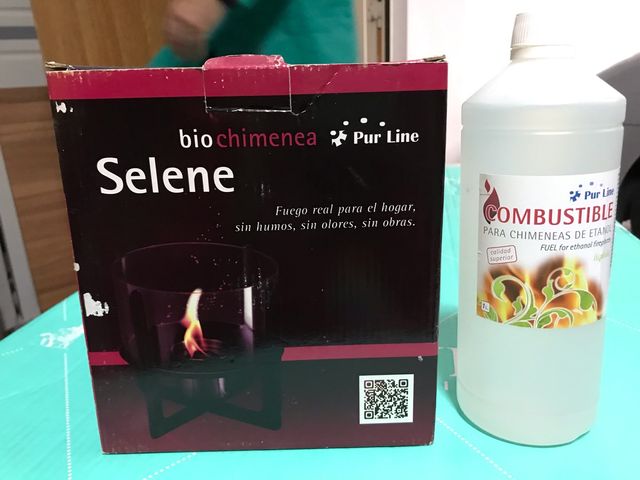 biochimenea
Pur Line
Selene
Fuego real para el hogar,
sin humos, sin olores, sin obras.
Pur Line
COMBUSTIBLE
PARA CHIMENEAS DE ETANOL
FUEL for ethanol fireplaces
calidad
superior